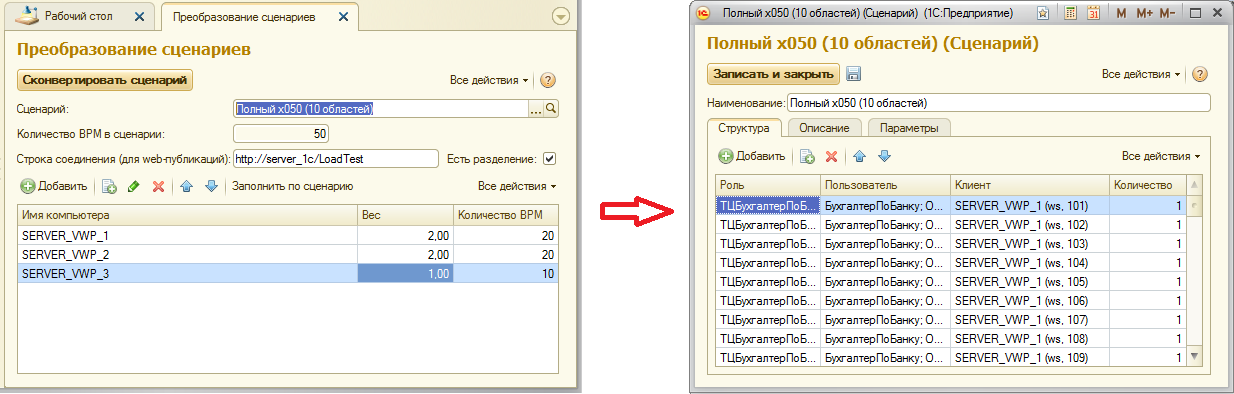 Рабочий стол
Преобразование сценариев
Преобразование сценариев
Сконвертировать сценарий
Все действия
Сценарий: Полный x050 (10 областей)
Количество ВРМ в сценарии: 50
Строка соединения (для web-публикаций): http://server_1c/LoadTest Есть разделение:
Добавить Заполнить по сценарию Все действия
Имя компьютера Вес Количество ВРМ
SERVER_VWP_1 2,00 20
SERVER_VWP_2 2,00 20
SERVER_VWP_3 1,00 10
Полный x050 (10 областей) (Сценарий) (1С:Предприятие) M M+ M-
Полный x050 (10 областей) (Сценарий)
Записать и закрыть Все действия
Наименование: Полный x050 (10 областей)
Структура Описание Параметры
Добавить Все действия
Роль Пользователь Клиент Количество
ТЦБухгалтерПоБ... БухгалтерПоБанку; О... SERVER_VWP_1 (ws, 101) 1
ТЦБухгалтерПоБ... БухгалтерПоБанку; О... SERVER_VWP_1 (ws, 102) 1
ТЦБухгалтерПоБ... БухгалтерПоБанку; О... SERVER_VWP_1 (ws, 103) 1
ТЦБухгалтерПоБ... БухгалтерПоБанку; О... SERVER_VWP_1 (ws, 104) 1
ТЦБухгалтерПоБ... БухгалтерПоБанку; О... SERVER_VWP_1 (ws, 105) 1
ТЦБухгалтерПоБ... БухгалтерПоБанку; О... SERVER_VWP_1 (ws, 106) 1
ТЦБухгалтерПоБ... БухгалтерПоБанку; О... SERVER_VWP_1 (ws, 107) 1
ТЦБухгалтерПоБ... БухгалтерПоБанку; О... SERVER_VWP_1 (ws, 108) 1
ТЦБухгалтерПоБ... БухгалтерПоБанку; О... SERVER_VWP_1 (ws, 109) 1